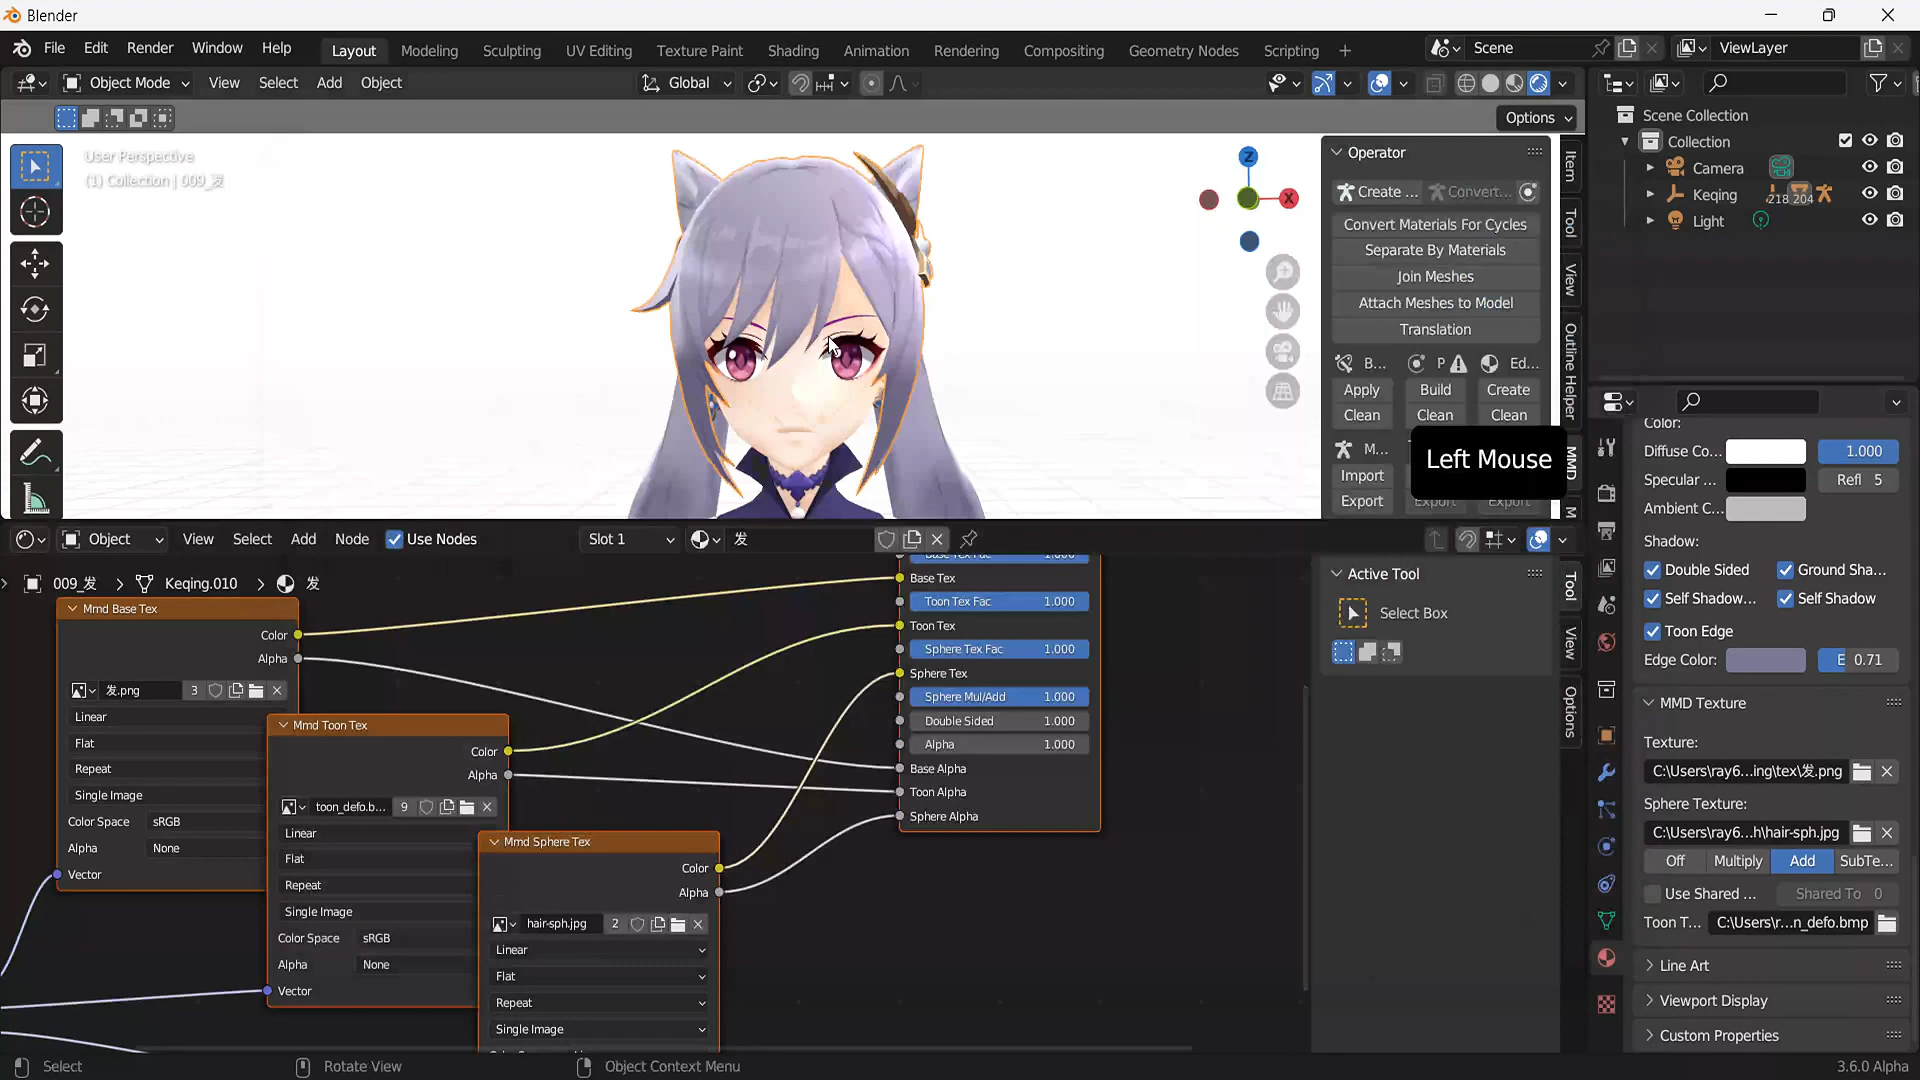 Blender
File Edit Render Window Help Layout Modeling Sculpting UV Editing Texture Paint Shading Animation Rendering Compositing Geometry Nodes Scripting + Scene ViewLayer
Object Mode View Select Add Object Global
Options
User Perspective
(1) Collection | 009_发
Z
X
Operator
Create ... Convert...
Convert Materials For Cycles
Separate By Materials
Join Meshes
Attach Meshes to Model
Translation
B... P Ed...
Apply Build Create
Clean Clean Clean
M...
Import
Export Export Export
Left Mouse
Item
Tool
View
Outline Helper
MMD
M
Scene Collection
Collection
Camera
Keqing 218 204
Light
Object View Select Add Node Use Nodes Slot 1 发
009_发 > Keqing.010 > 发
Mmd Base Tex
Color
Alpha
发.png 3
Linear
Flat
Repeat
Single Image
Color Space sRGB
Alpha None
Vector
Mmd Toon Tex
Color
Alpha
toon_defo.b... 9
Linear
Flat
Repeat
Single Image
Color Space sRGB
Alpha None
Vector
Mmd Sphere Tex
Color
Alpha
hair-sph.jpg 2
Linear
Flat
Repeat
Single Image
Base Tex Fac 1.000
Base Tex
Toon Tex Fac 1.000
Toon Tex
Sphere Tex Fac 1.000
Sphere Tex
Sphere Mul/Add 1.000
Double Sided 1.000
Alpha 1.000
Base Alpha
Toon Alpha
Sphere Alpha
Active Tool
Select Box
Tool
View
Options
Color:
Diffuse Co... 1.000
Specular ... Refl 5
Ambient C...
Shadow:
Double Sided Ground Sha...
Self Shadow... Self Shadow
Toon Edge
Edge Color: E 0.71
MMD Texture
Texture:
C:\Users\ray6...ing\tex\发.png
Sphere Texture:
C:\Users\ray6...h\hair-sph.jpg
Off Multiply Add SubTe...
Use Shared ... Shared To 0
Toon T... C:\Users\r...n_defo.bmp
Line Art
Viewport Display
Custom Properties
Select Rotate View Object Context Menu 3.6.0 Alpha